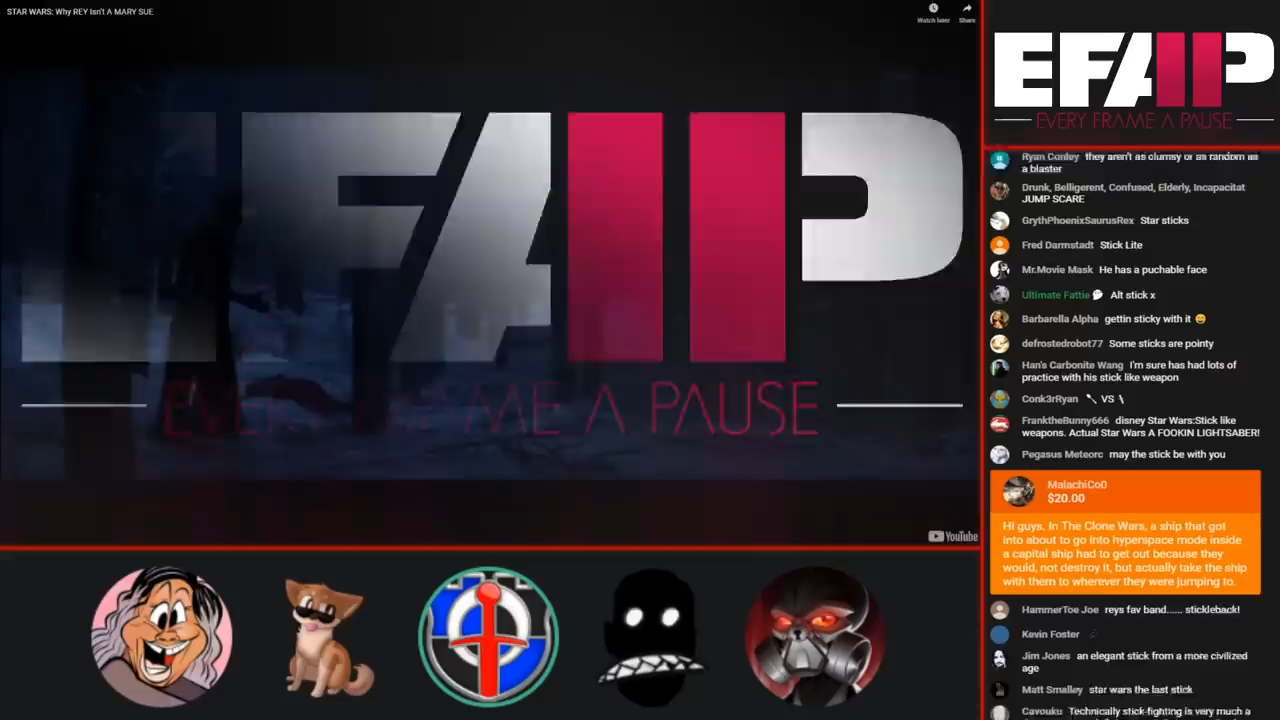 STAR WARS: Why REY Isn't A MARY SUE
Watch later
Share
EFAP
EVERY FRAME A PAUSE
YouTube
EFAP
EVERY FRAME A PAUSE
Ryan Conley they aren't as clumsy or as random as
a blaster
Drunk, Belligerent, Confused, Elderly, Incapacitat
JUMP SCARE
GrythPhoenixSaurusRex Star sticks
Fred Darmstadt Stick Lite
Mr.Movie Mask He has a puchable face
Ultimate Fattie Alt stick x
Barbarella Alpha gettin sticky with it 😄
defrostedrobot77 Some sticks are pointy
Han's Carbonite Wang I'm sure has had lots of
practice with his stick like weapon
Conk3rRyan VS
FranktheBunny666 disney Star Wars:Stick like
weapons. Actual Star Wars A FOOKIN LIGHTSABER!
Pegasus Meteorc may the stick be with you
MalachiCo0
$20.00
Hi guys. In The Clone Wars, a ship that got
into about to go into hyperspace mode inside
a capital ship had to get out because they
would, not destroy it, but actually take the ship
with them to wherever they were jumping to.
HammerToe Joe reys fav band...... stickleback!
Kevin Foster
Jim Jones an elegant stick from a more civilized
age
Matt Smalley star wars the last stick
Cavouku Technically stick-fighting is very much a